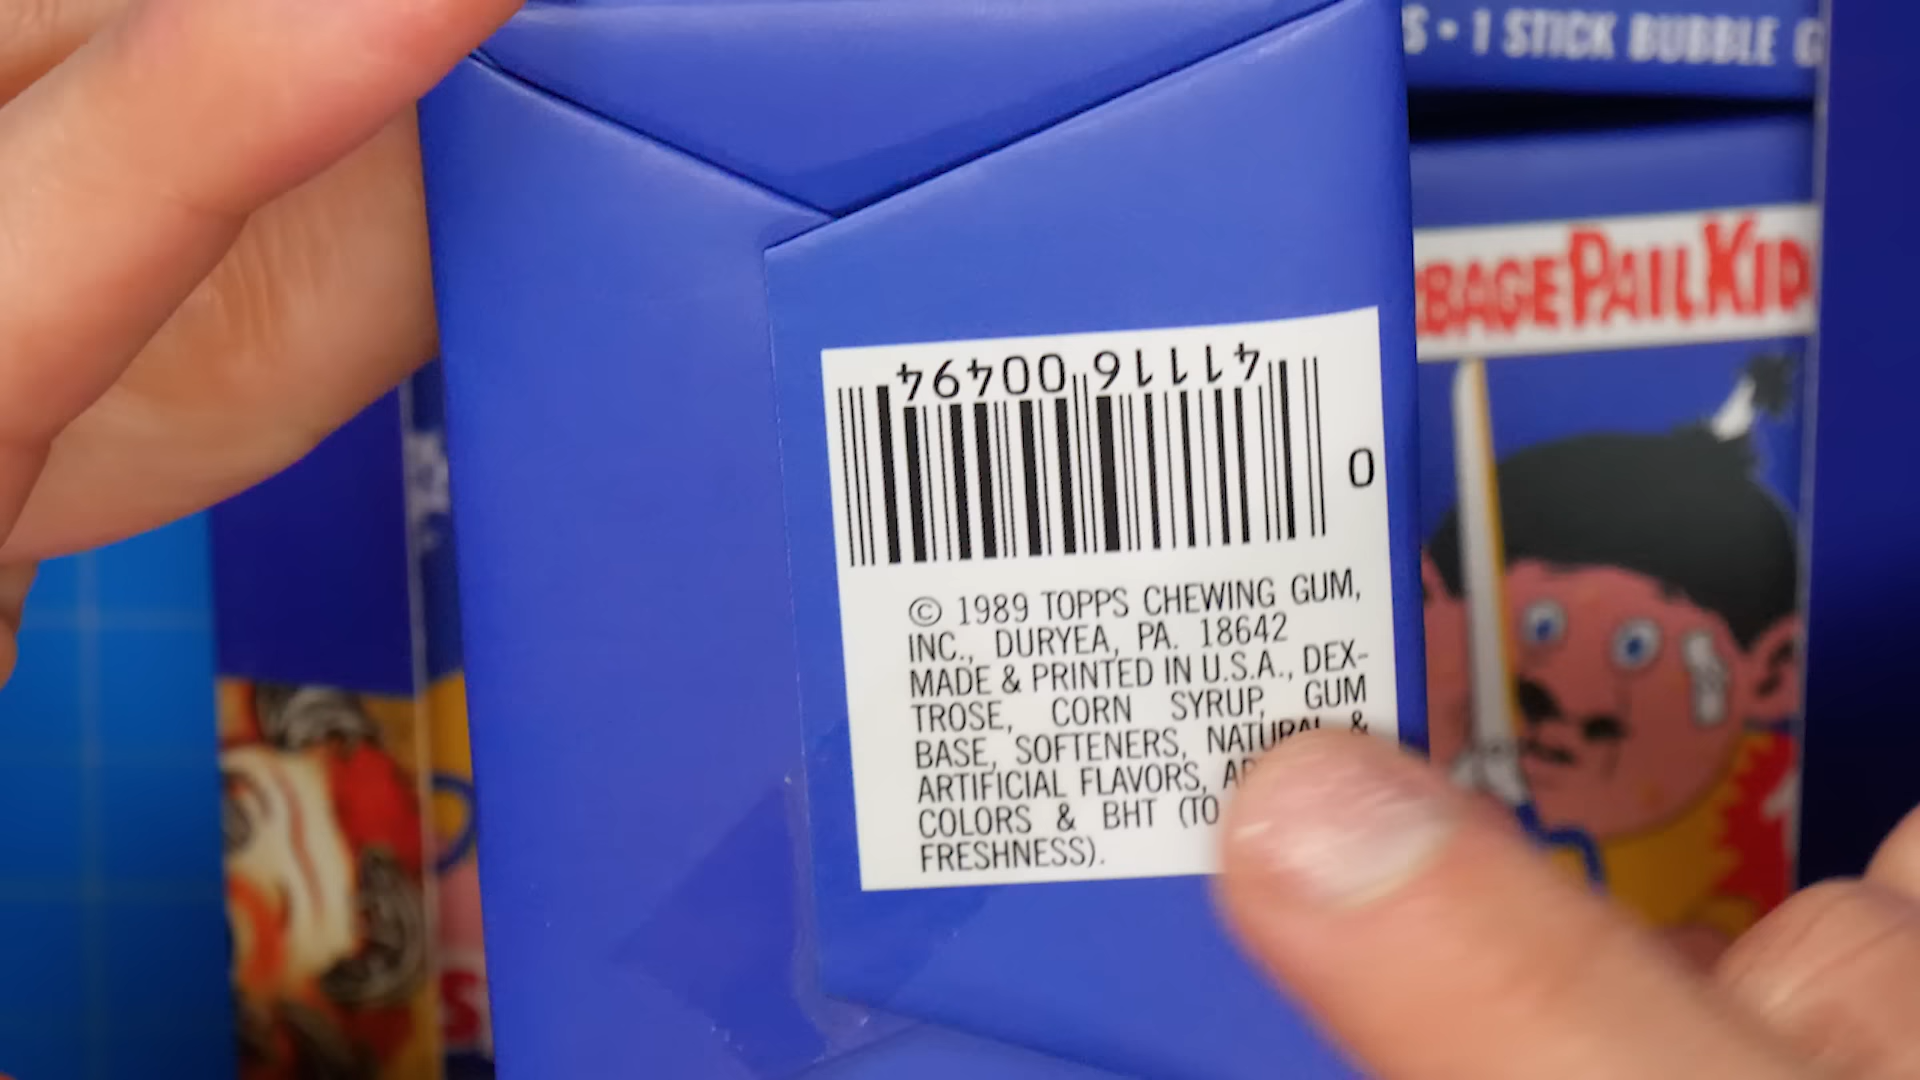 S • 1 STICK BUBBLE
BAGE PAIL KID
41116 00494
0
© 1989 TOPPS CHEWING GUM,
INC., DURYEA, PA. 18642
MADE & PRINTED IN U.S.A., DEX-
TROSE, CORN SYRUP, GUM
BASE, SOFTENERS, NATURAL &
ARTIFICIAL FLAVORS,
COLORS & BHT (TO
FRESHNESS).